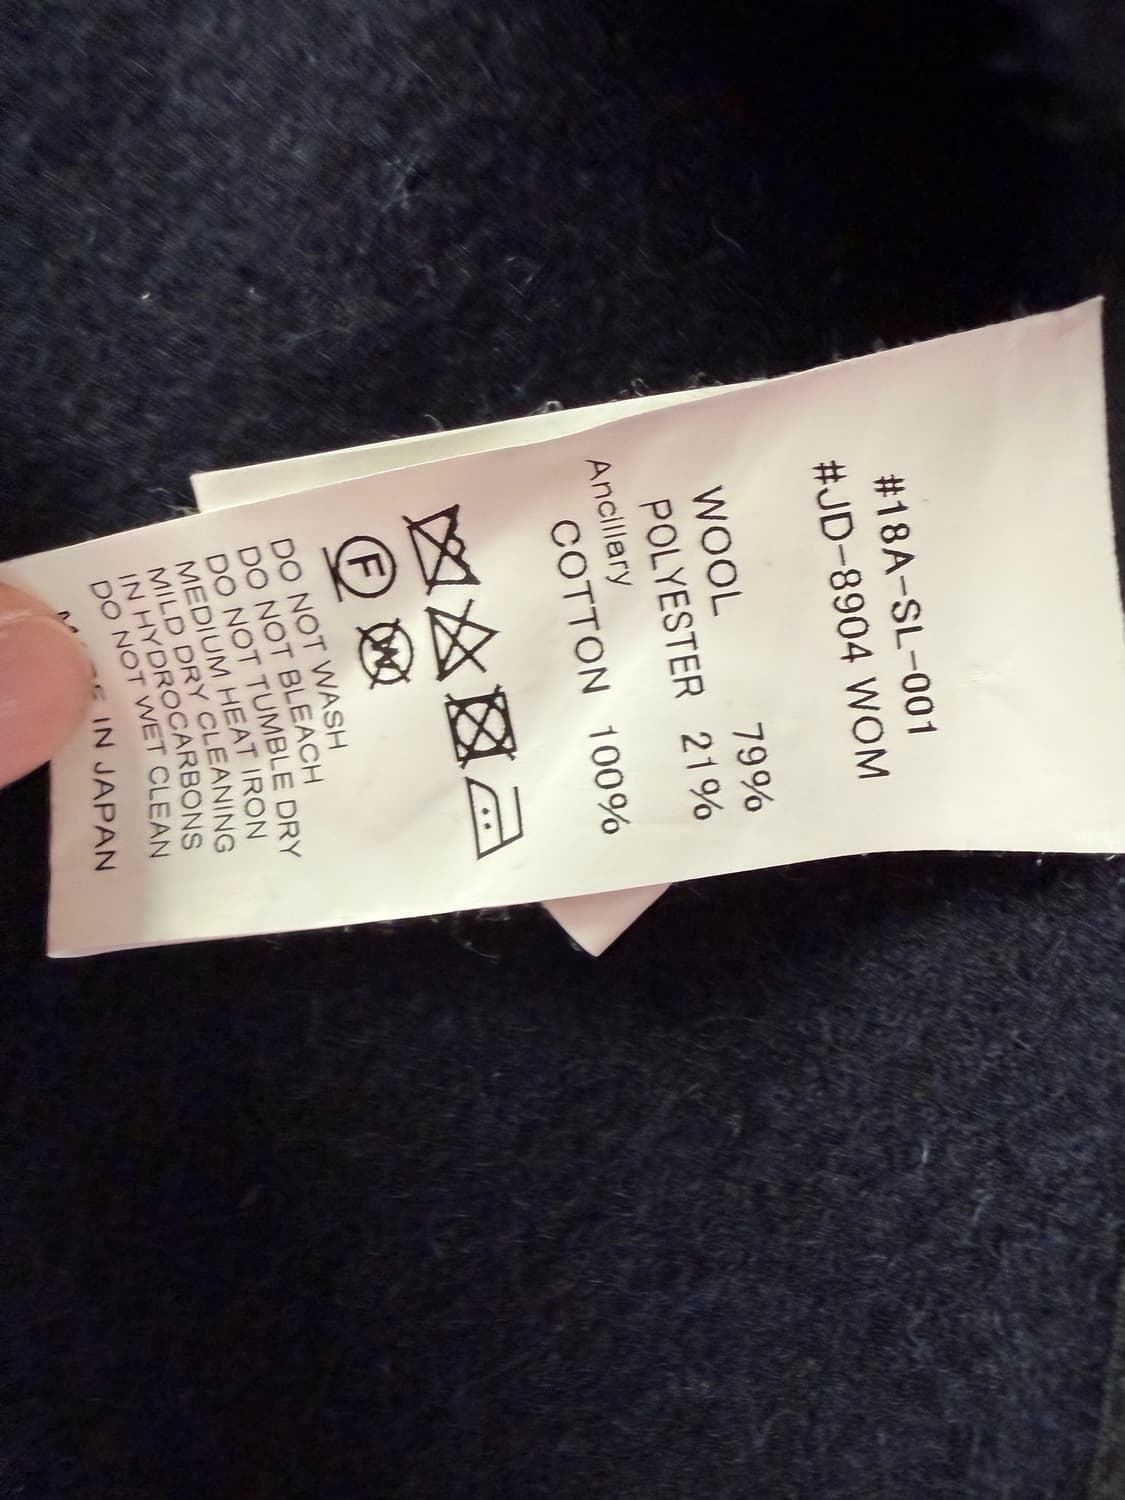 #18A-SL-001
#JD-8904 WOM
WOOL 79%
POLYESTER 21%
Ancillary
COTTON 100%
F W
DO NOT WASH
DO NOT BLEACH
DO NOT TUMBLE DRY
MEDIUM HEAT IRON
MILD DRY CLEANING
IN HYDROCARBONS
DO NOT WET CLEAN
IN JAPAN